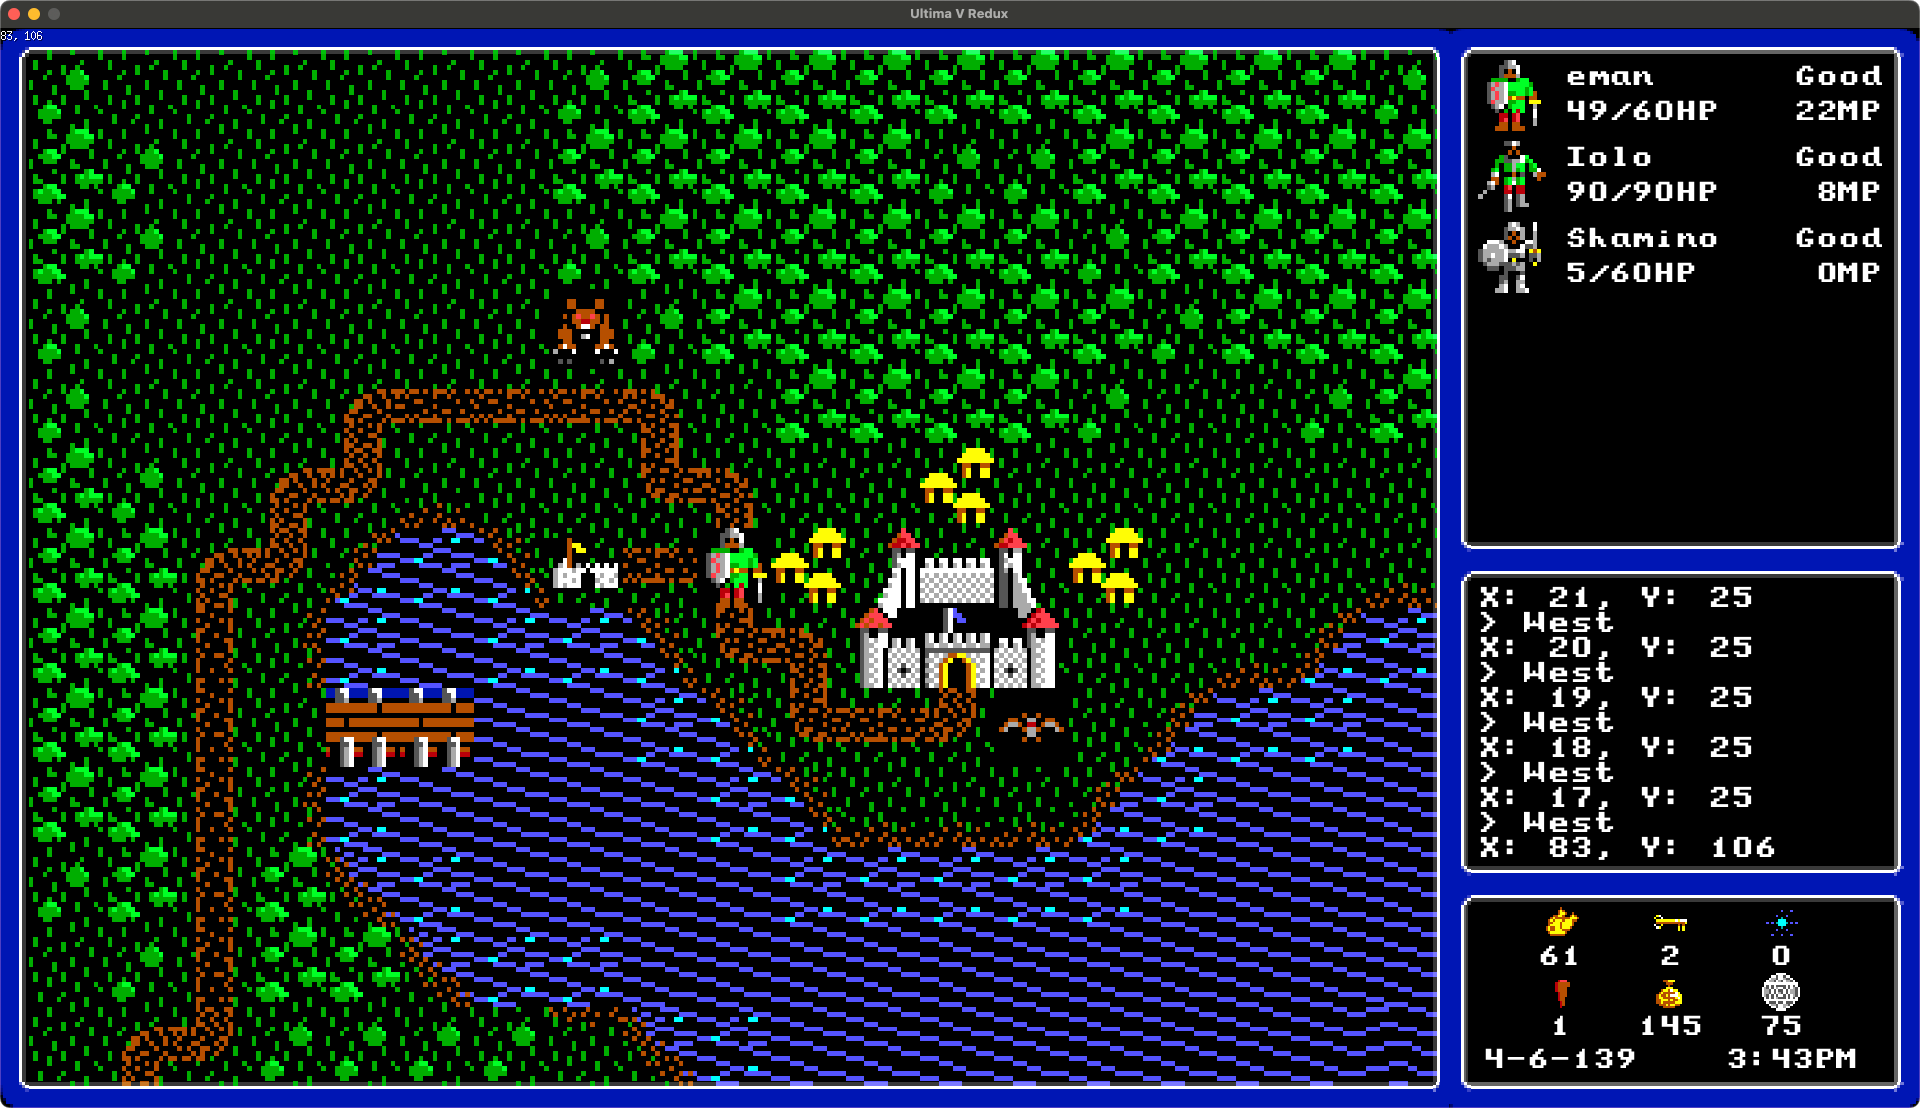 Ultima V Redux
83, 106
eman Good
49/60HP 22MP
Iolo Good
90/90HP 8MP
Shamino Good
5/60HP 0MP
X: 21, Y: 25
> West
X: 20, Y: 25
> West
X: 19, Y: 25
> West
X: 18, Y: 25
> West
X: 17, Y: 25
> West
X: 83, Y: 106
61 2 0
1 145 75
4-6-139 3:43PM